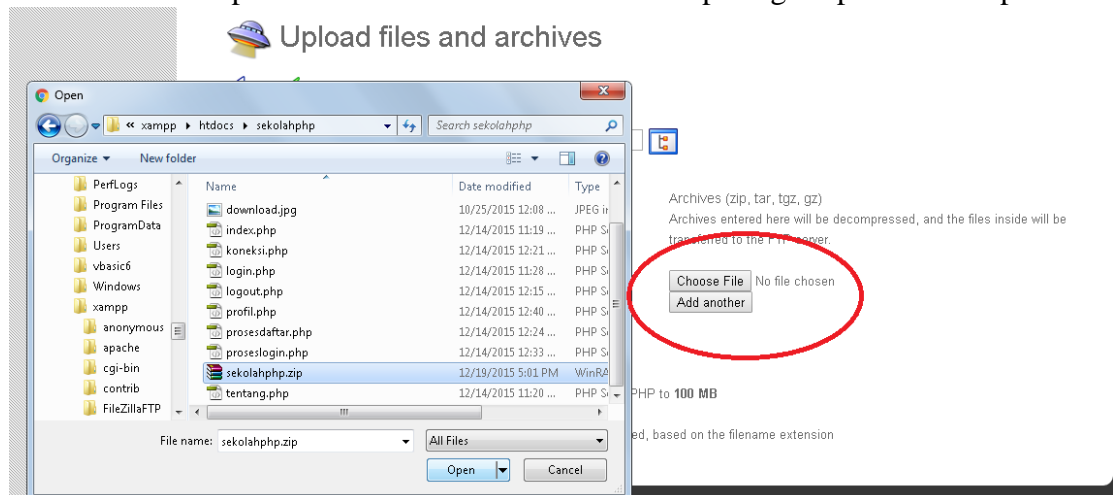 Upload files and archives
Open
« xampp ▸ htdocs ▸ sekolahphp
Search sekolahphp
Organize
New folder
PerfLogs
Program Files
ProgramData
Users
vbasic6
Windows
xampp
anonymous
apache
cgi-bin
contrib
FileZillaFTP
Name Date modified Type
download.jpg 10/25/2015 12:08 ... JPEG
index.php 12/14/2015 11:19 ... PHP
koneksi.php 12/14/2015 12:21 ... PHP
login.php 12/14/2015 11:28 ... PHP
logout.php 12/14/2015 12:15 ... PHP
profil.php 12/14/2015 12:40 ... PHP
prosesdaftar.php 12/14/2015 12:24 ... PHP
proseslogin.php 12/14/2015 12:33 ... PHP
sekolahphp.zip 12/19/2015 5:01 PM WinRA
tentang.php 12/14/2015 11:20 ... PHP
File name: sekolahphp.zip
All Files
Open
Cancel
Archives (zip, tar, tgz, gz)
Archives entered here will be decompressed, and the files inside will be
transferred to the FTP server.
Choose File No file chosen
Add another
PHP to 100 MB
ed, based on the filename extension